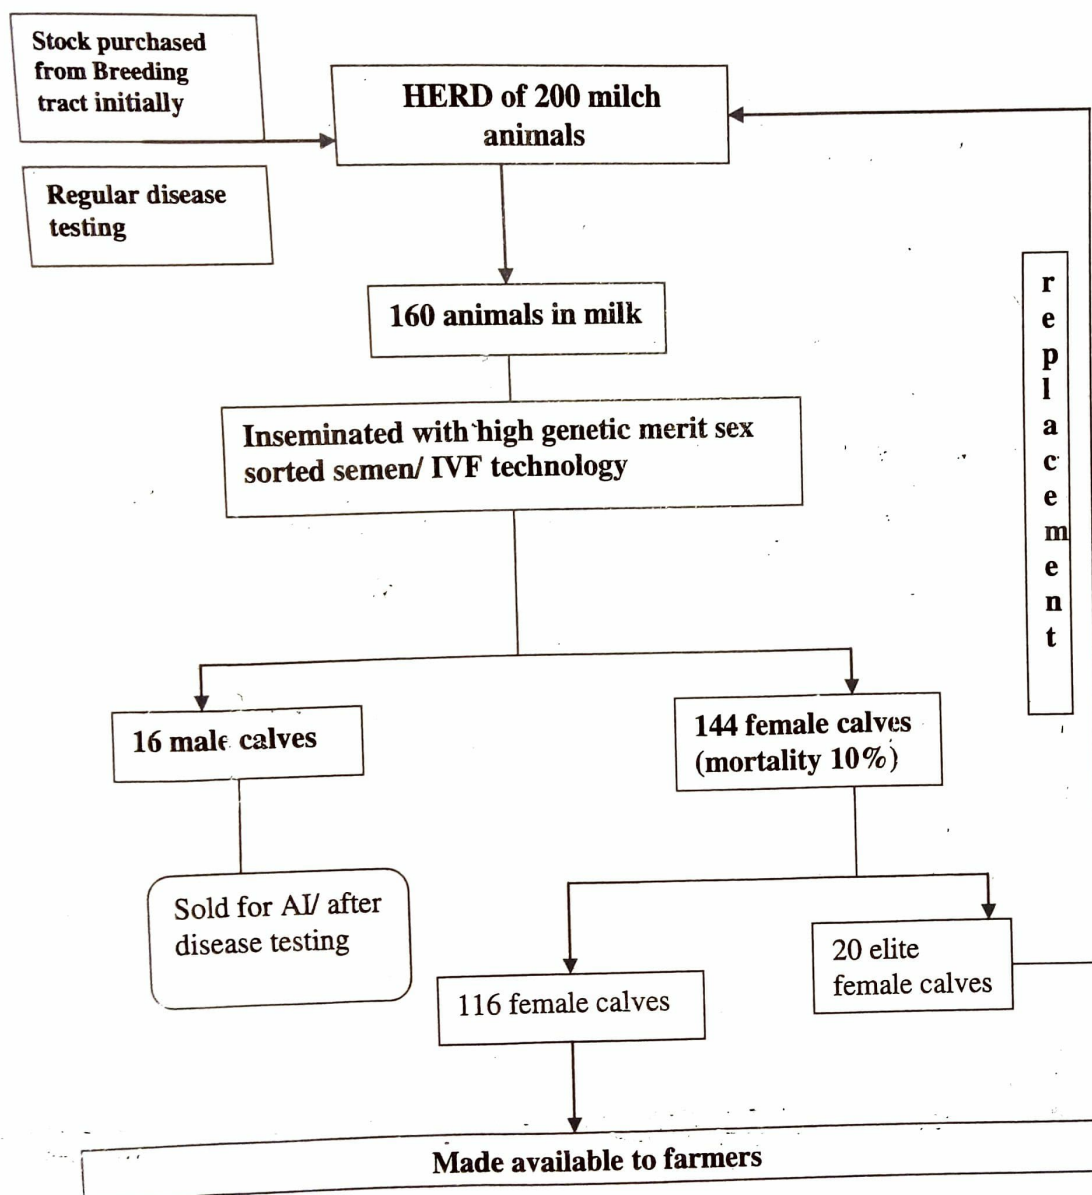 Stock purchased
from Breeding
tract initially
HERD of 200 milch
animals
Regular disease
testing
160 animals in milk
replacement
Inseminated with high genetic merit sex
sorted semen/ IVF technology
16 male calves
144 female calves
(mortality 10%)
Sold for AI/ after
disease testing
20 elite
female calves
116 female calves
Made available to farmers